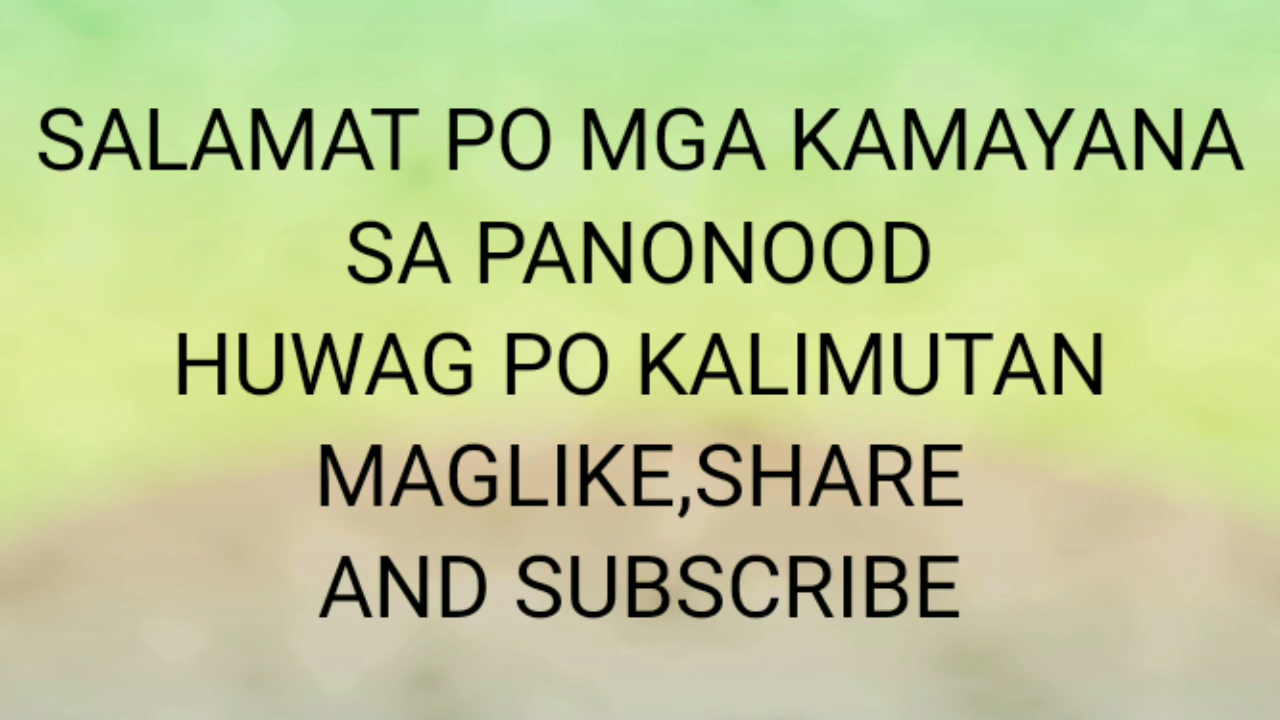 SALAMAT PO MGA KAMAYANA
SA PANONOOD
HUWAG PO KALIMUTAN
MAGLIKE,SHARE
AND SUBSCRIBE